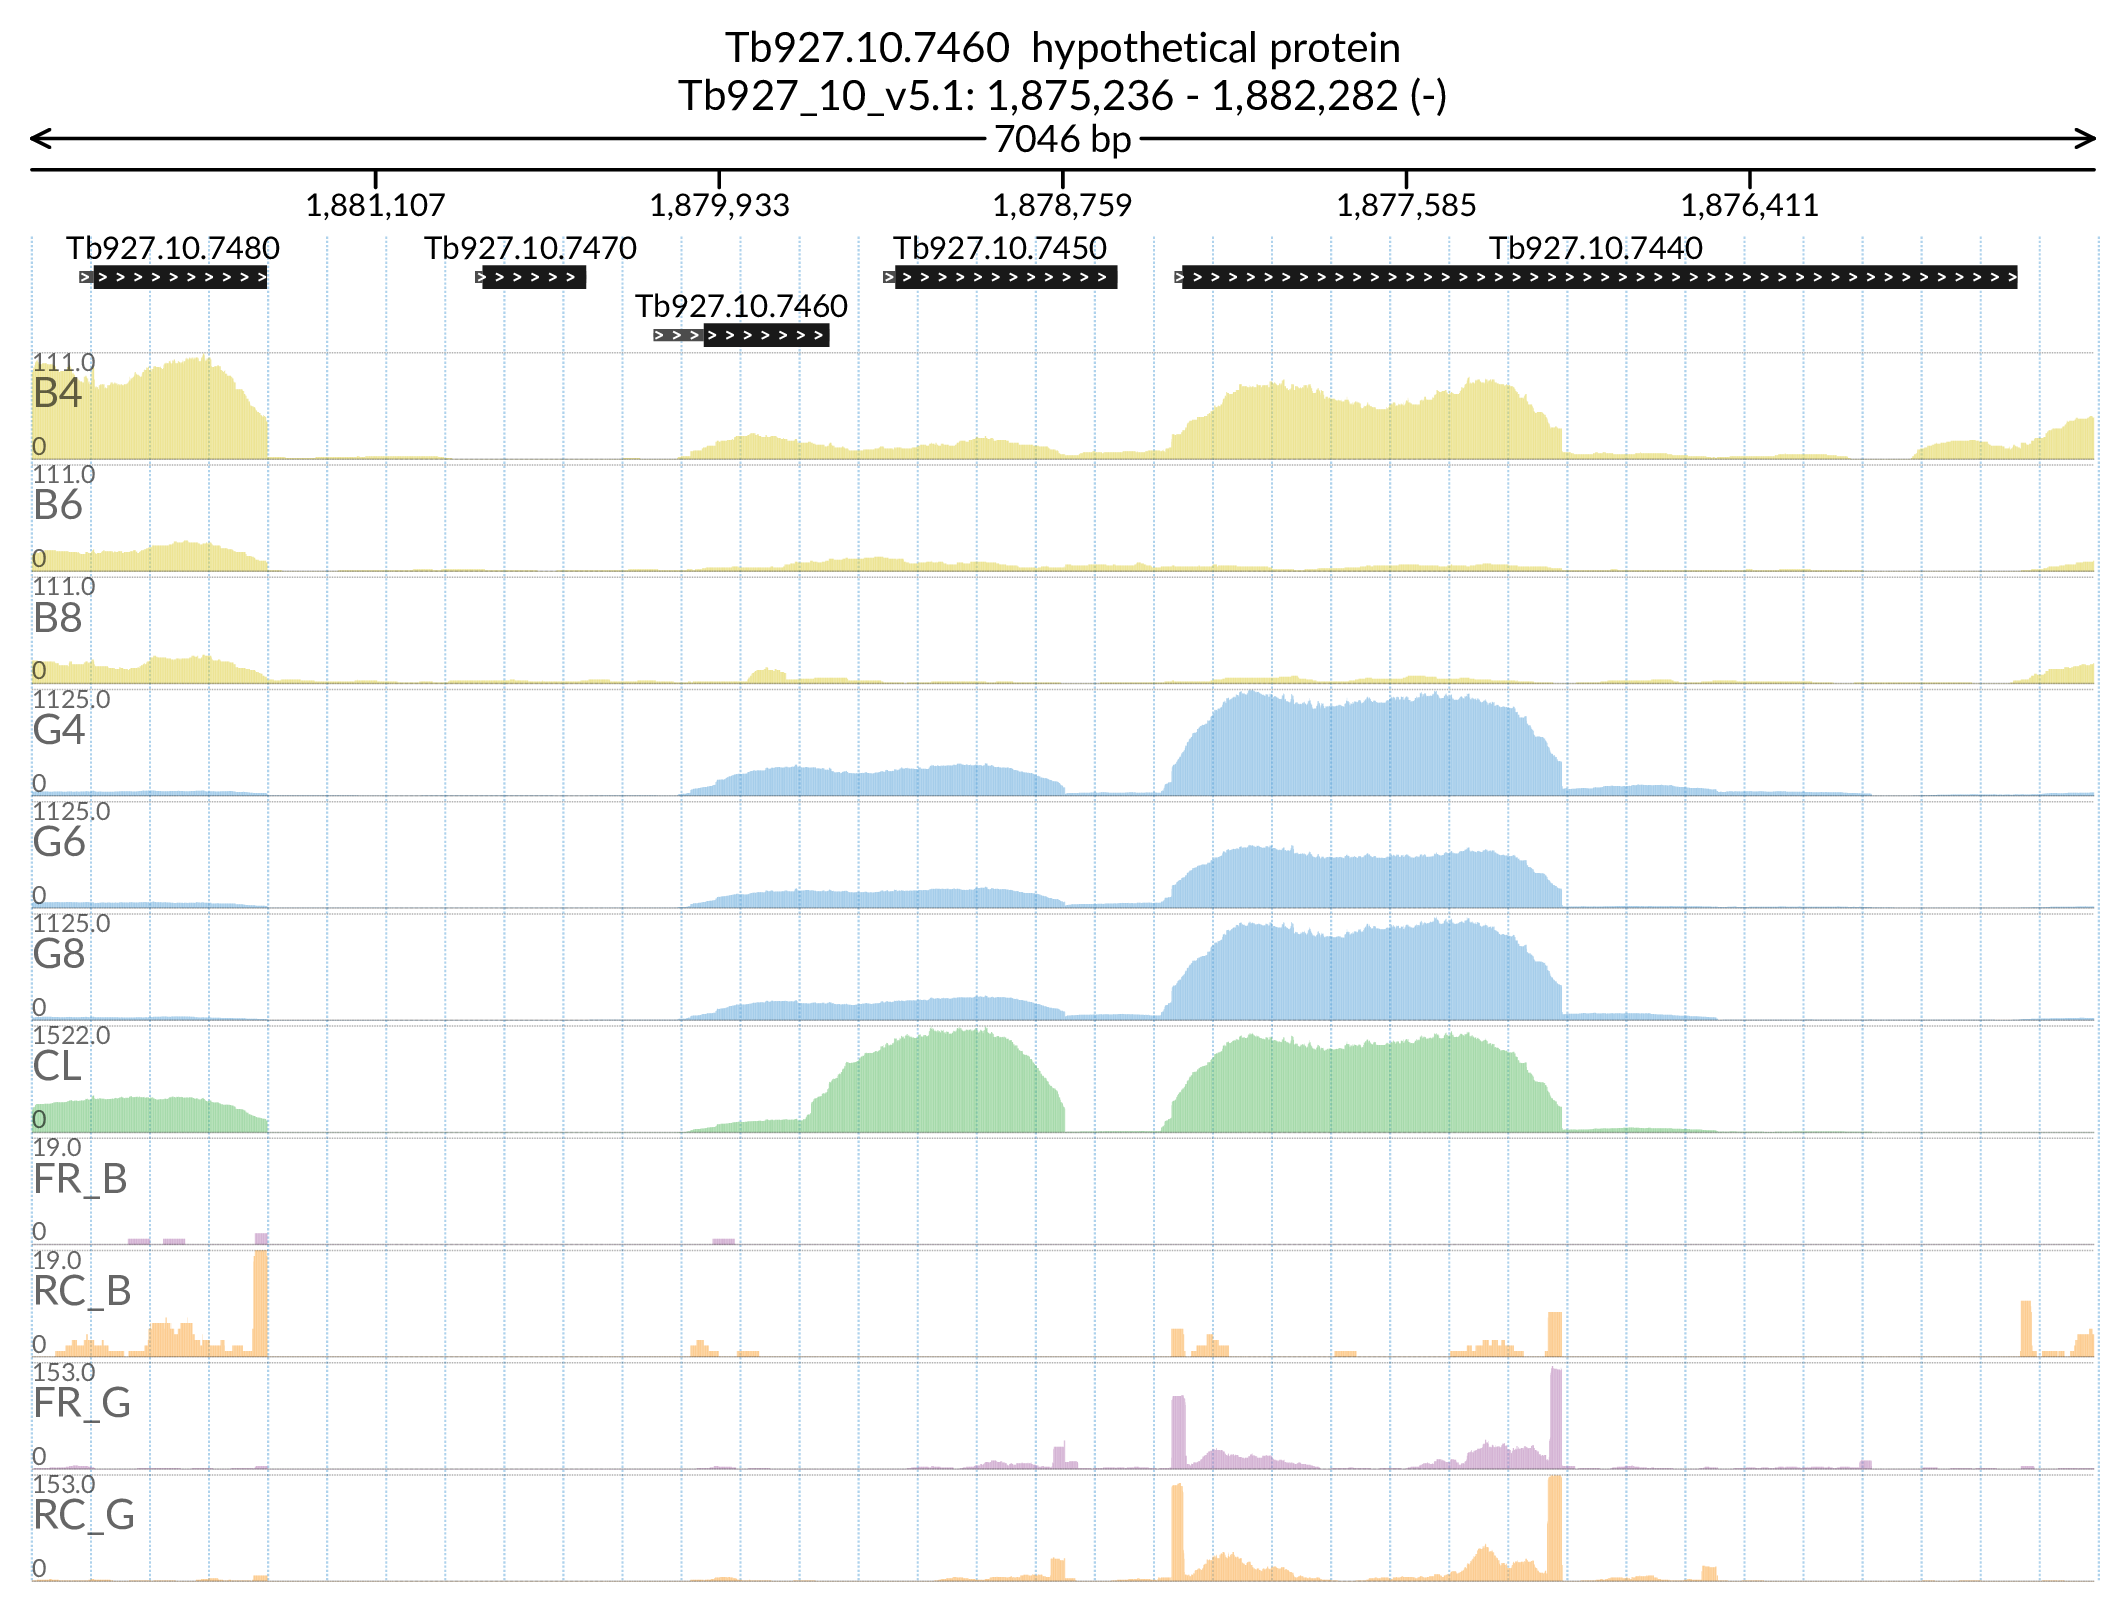 Tb927.10.7460  hypothetical protein
Tb927_10_v5.1: 1,875,236 - 1,882,282 (-)
7046 bp
1,881,107 1,879,933 1,878,759 1,877,585 1,876,411
Tb927.10.7480 Tb927.10.7470 Tb927.10.7450 Tb927.10.7440
Tb927.10.7460
111.0
B4
0
111.0
B6
0
111.0
B8
0
1125.0
G4
0
1125.0
G6
0
1125.0
G8
0
1522.0
CL
0
19.0
FR_B
0
19.0
RC_B
0
153.0
FR_G
0
153.0
RC_G
0